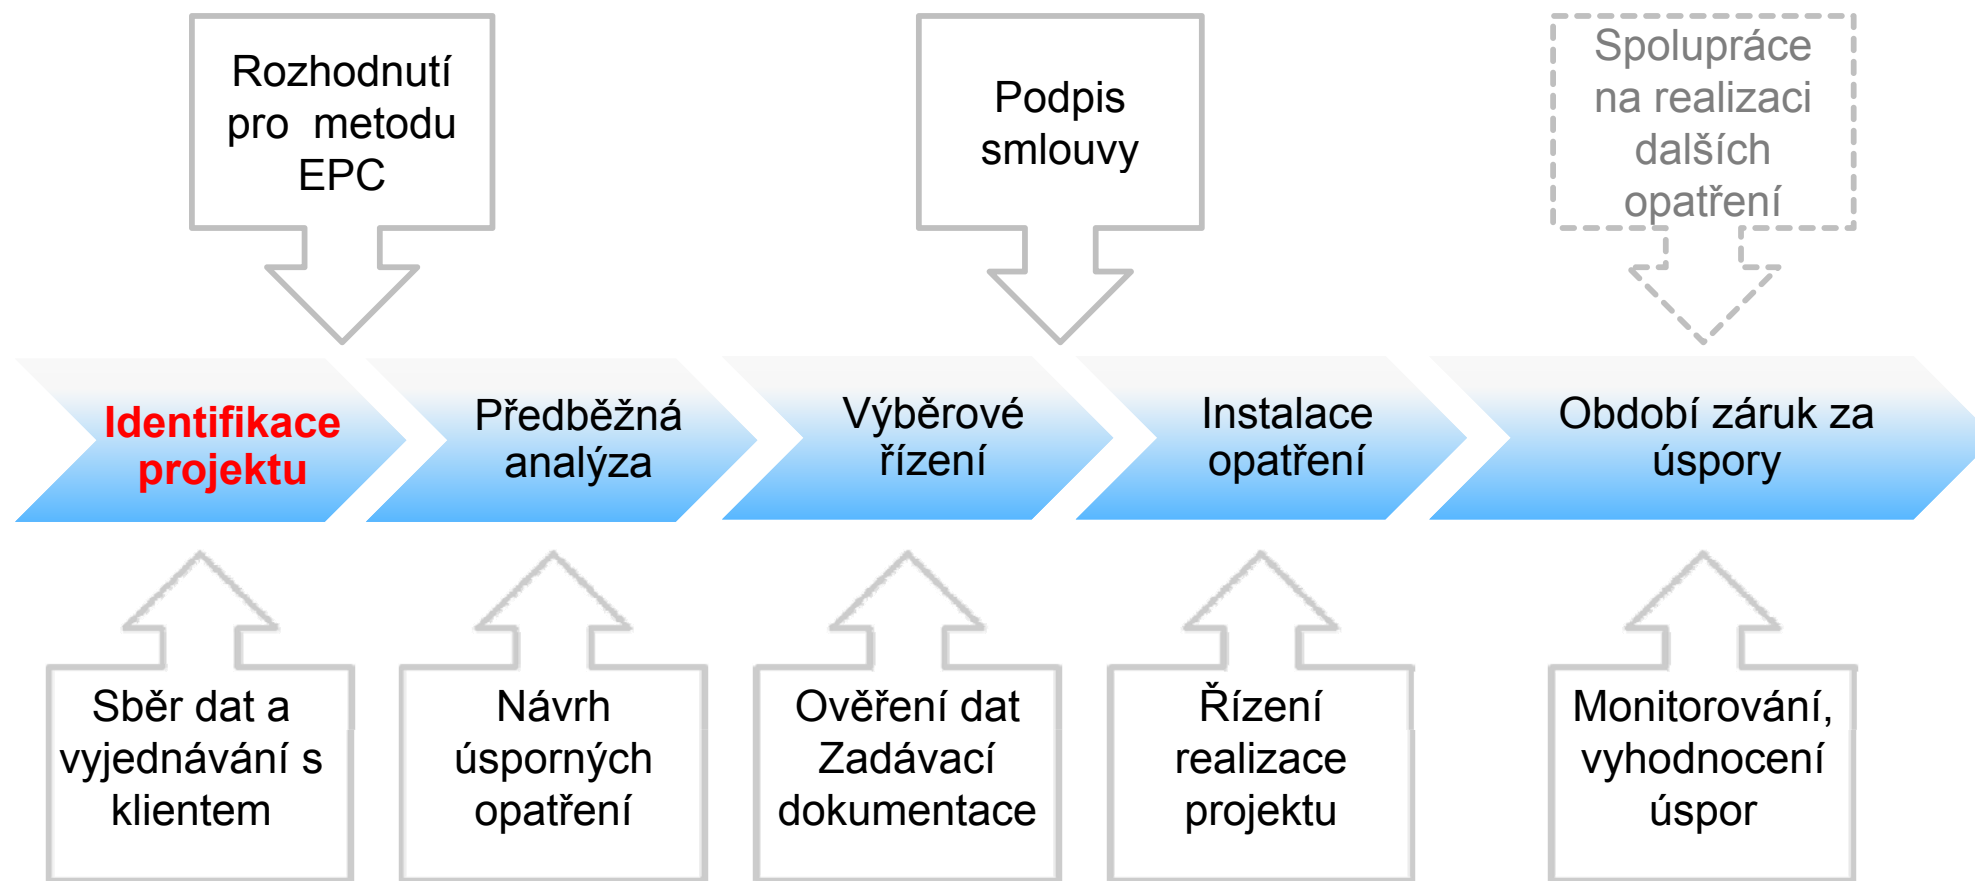 Rozhodnutí
pro metodu
EPC
Podpis
smlouvy
Spolupráce
na realizaci
dalších
opatření
Identifikace
projektu
Předběžná
analýza
Výběrové
řízení
Instalace
opatření
Období záruk za
úspory
Sběr dat a
vyjednávání s
klientem
Návrh
úsporných
opatření
Ověření dat
Zadávací
dokumentace
Řízení
realizace
projektu
Monitorování,
vyhodnocení
úspor